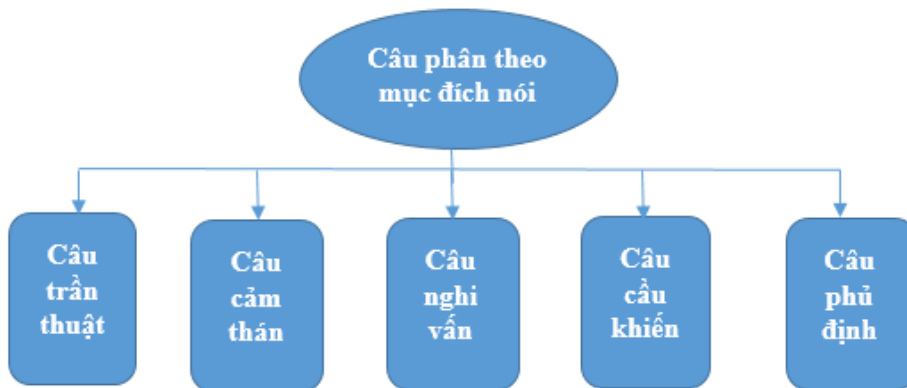 Câu phân theo
mục đích nói
Câu
trần
thuật
Câu
cảm
thán
Câu
nghi
vấn
Câu
cầu
khiến
Câu
phủ
định